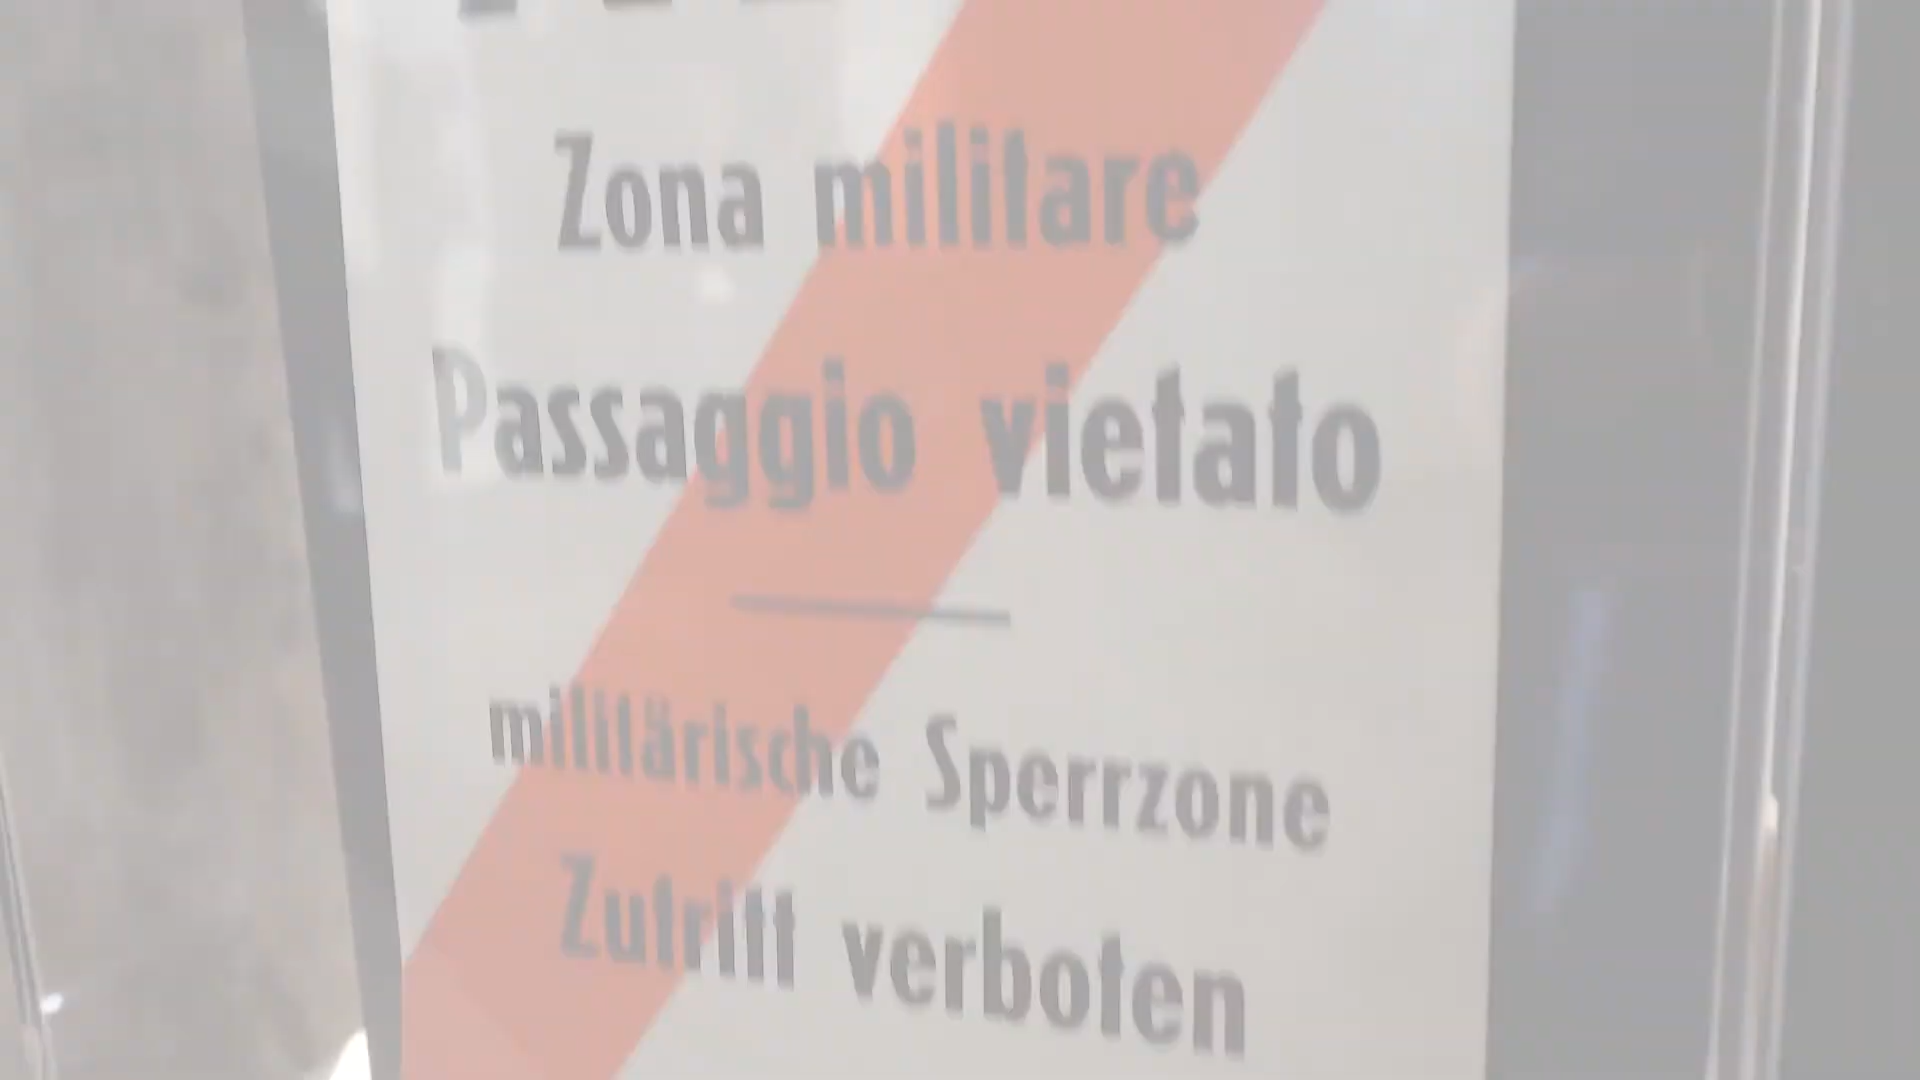 Zona militare
Passaggio vietato
militärische Sperrzone
Zutritt verboten